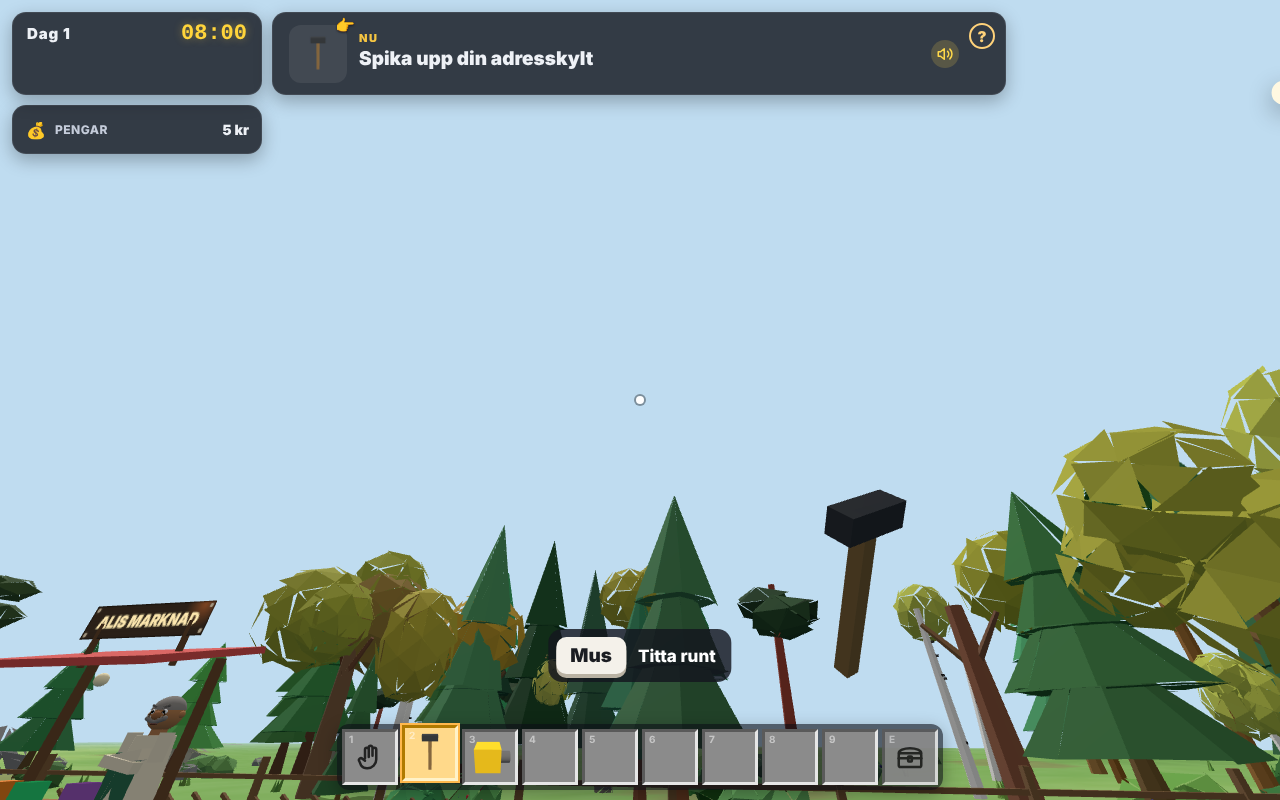 Dag 1
08:00
NU
Spika upp din adresskylt
?
PENGAR
5 kr
ALIS MARKNAD
Mus
Titta runt
1
2
3
4
5
6
7
8
9
E